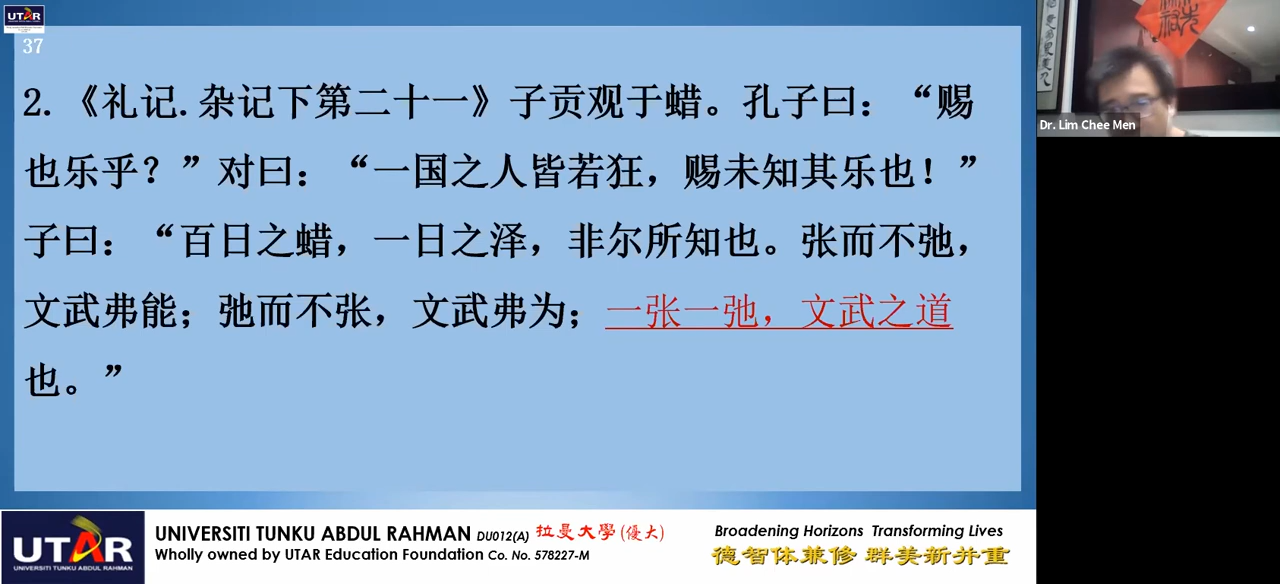 UTAR
37
2.《礼记.杂记下第二十一》子贡观于蜡。孔子曰：“赐
也乐乎？”对曰：“一国之人皆若狂，赐未知其乐也！”
子曰：“百日之蜡，一日之泽，非尔所知也。张而不弛，
文武弗能；弛而不张，文武弗为；一张一弛，文武之道
也。”
Dr. Lim Chee Men
UTAR
UNIVERSITI TUNKU ABDUL RAHMAN
UNIVERSITI TUNKU ABDUL RAHMAN DU012(A) 拉曼大學(優大)
Wholly owned by UTAR Education Foundation Co. No. 578227-M
Broadening Horizons Transforming Lives
德智体兼修 群美新并重